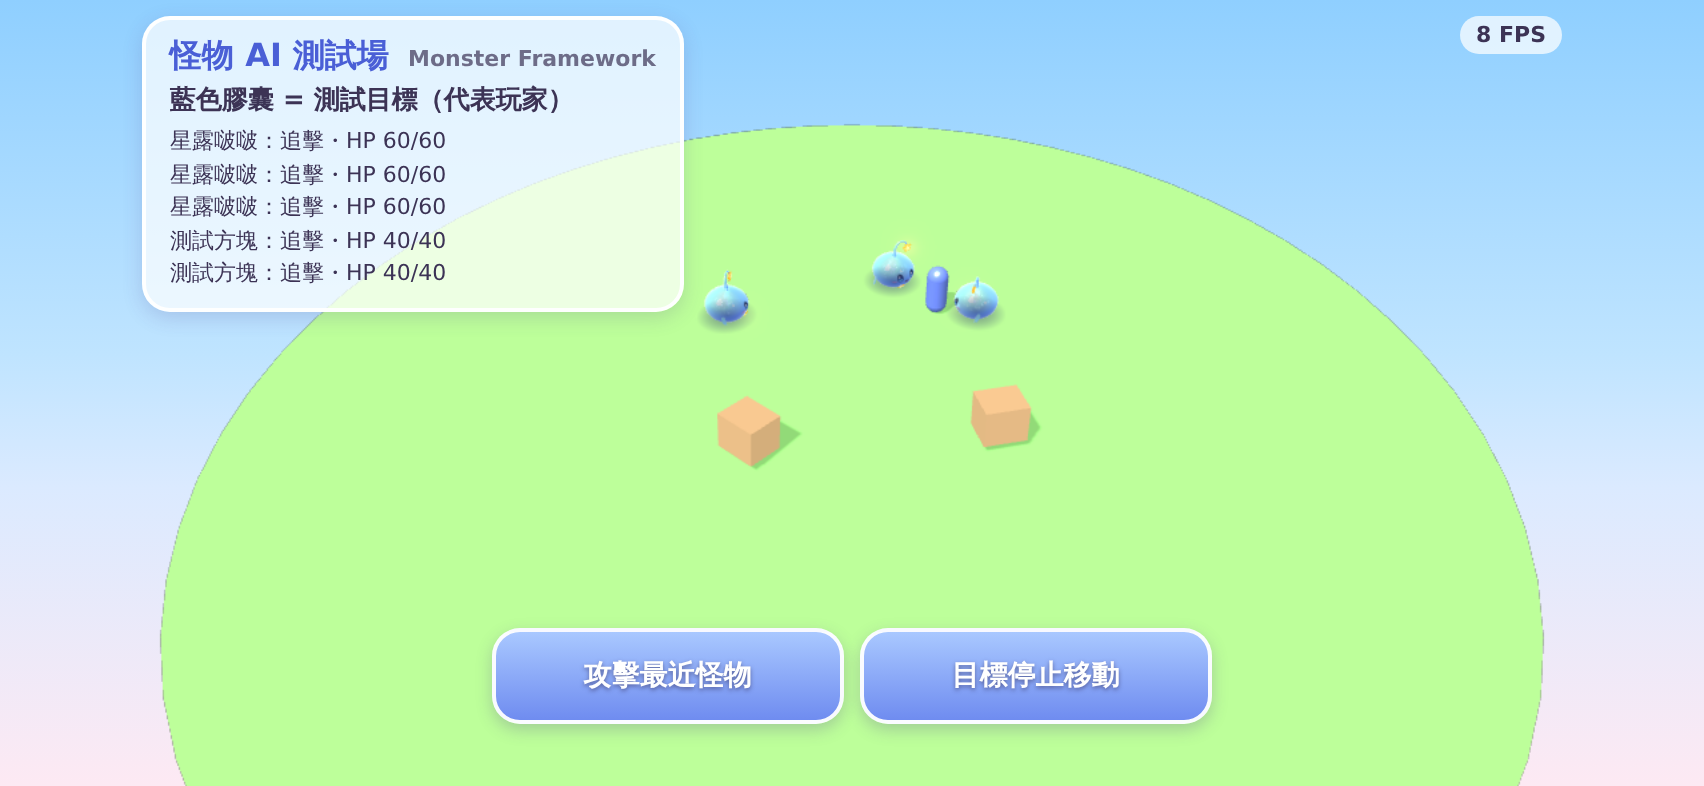 怪物 AI 測試場 Monster Framework
8 FPS
藍色膠囊 = 測試目標（代表玩家）
星露啵啵：追擊・HP 60/60
星露啵啵：追擊・HP 60/60
星露啵啵：追擊・HP 60/60
測試方塊：追擊・HP 40/40
測試方塊：追擊・HP 40/40
攻擊最近怪物
目標停止移動